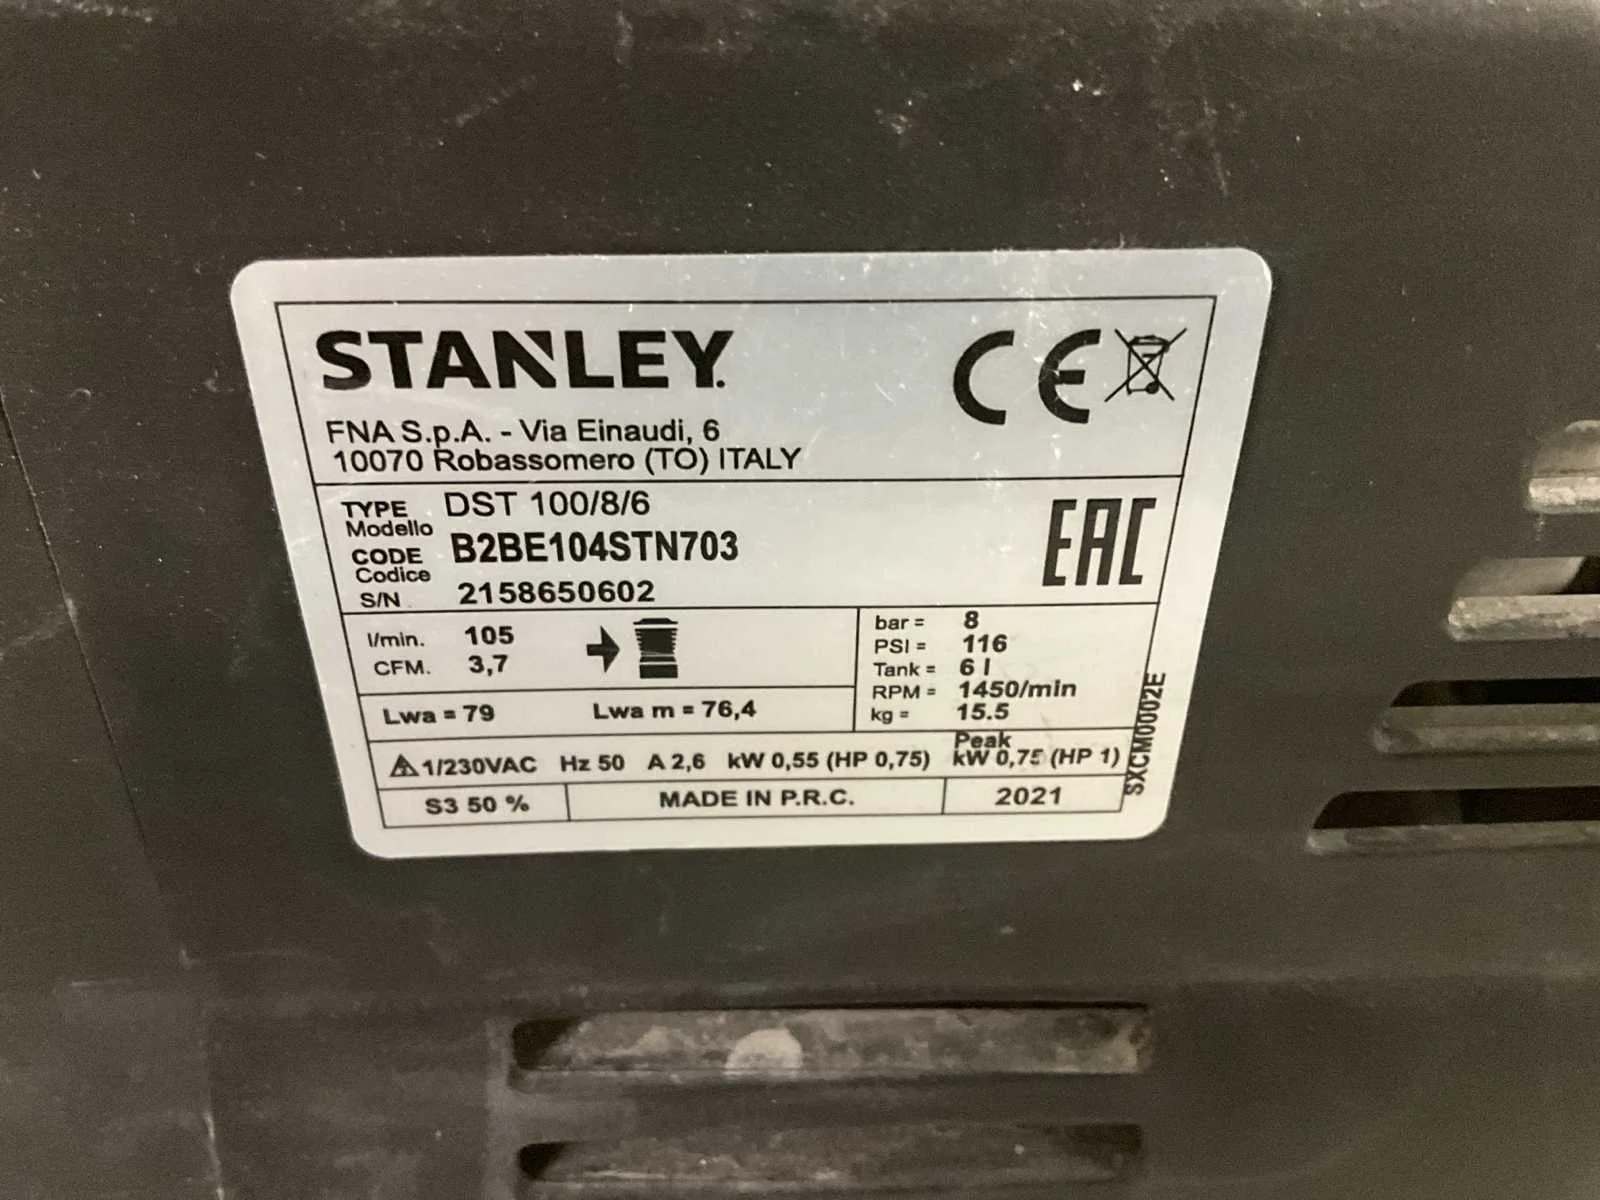 STANLEY.
CE
FNA S.p.A. - Via Einaudi, 6
10070 Robassomero (TO) ITALY
TYPE DST 100/8/6
Modello
CODE B2BE104STN703
Codice
S/N 2158650602
EAC
l/min. 105
CFM. 3,7
bar = 8
PSI = 116
Tank = 6 l
RPM = 1450/min
kg = 15.5
Lwa = 79 Lwa m = 76,4
1/230VAC Hz 50 A 2,6 kW 0,55 (HP 0,75) Peak
kW 0,75 (HP 1)
S3 50 % MADE IN P.R.C. 2021
SXCM0002E